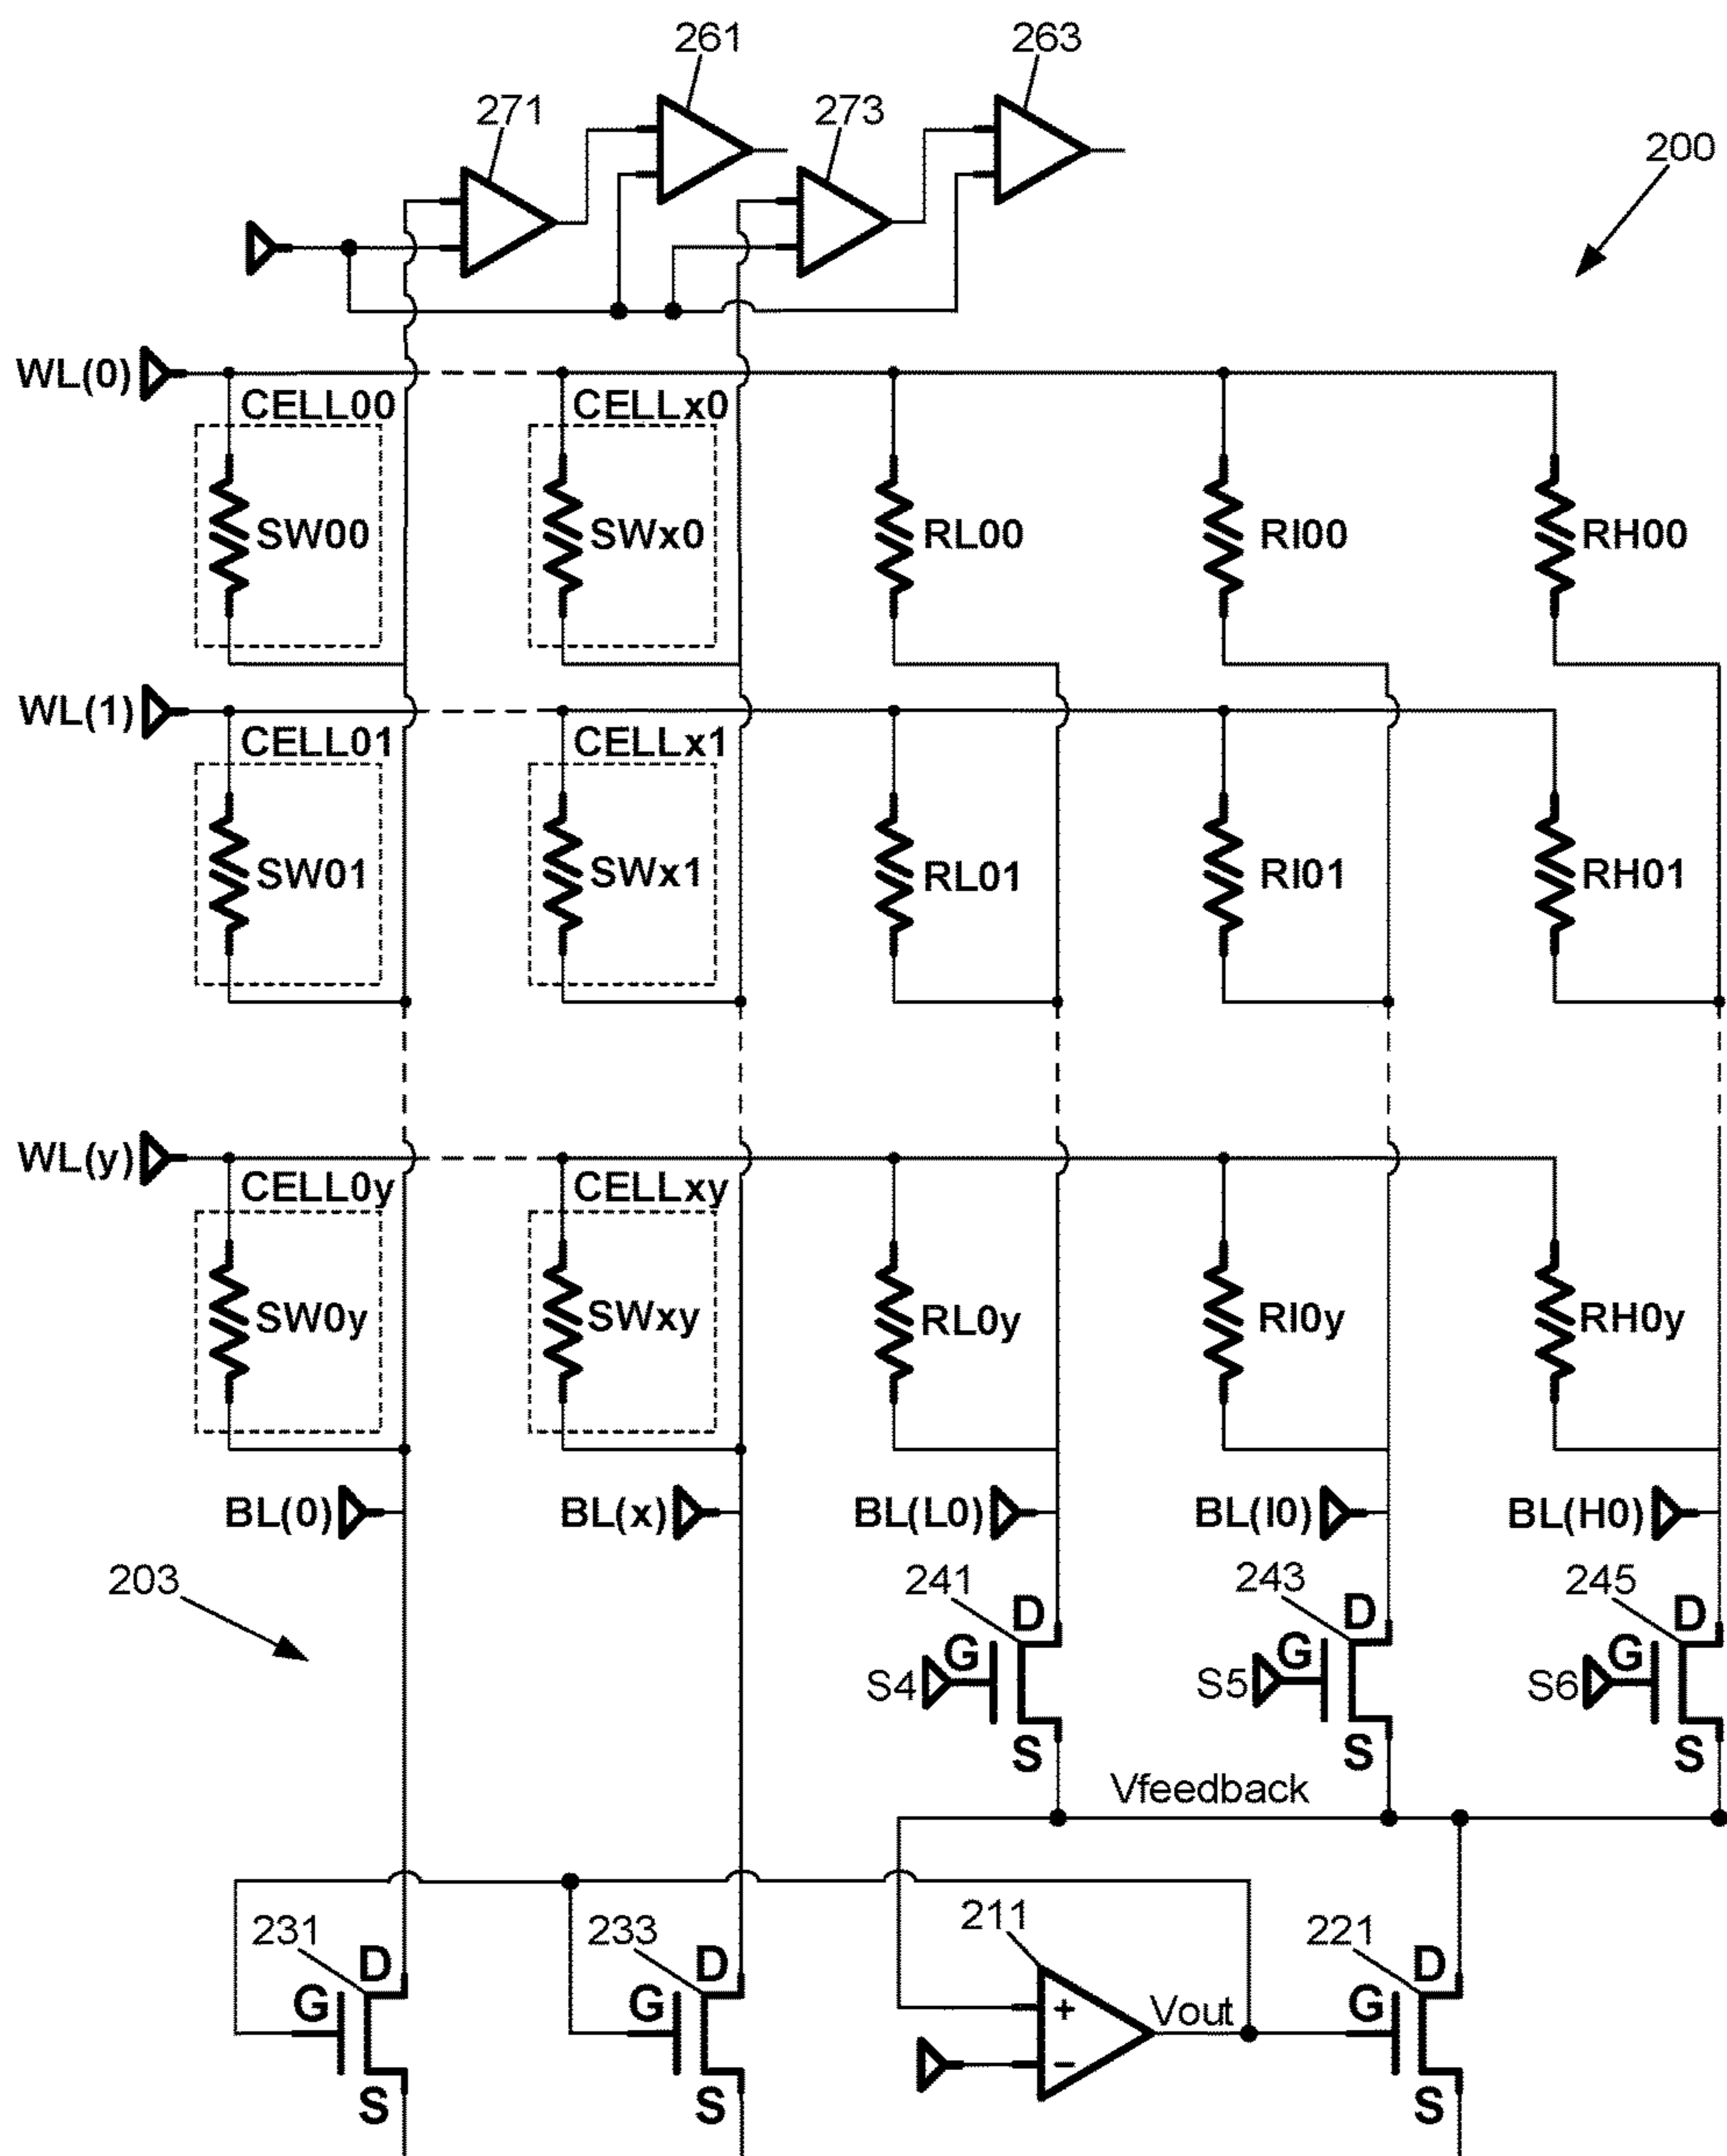 261 263
271 273
200
WL(0)
CELL00 CELLx0
SW00 SWx0 RL00 RI00 RH00
WL(1)
CELL01 CELLx1
SW01 SWx1 RL01 RI01 RH01
WL(y)
CELL0y CELLxy
SW0y SWxy RL0y RI0y RH0y
BL(0) BL(x) BL(L0) BL(I0) BL(H0)
203 241 243 245
D D D
G G G
S4 S5 S6
S S S
Vfeedback
231 233 211 221
D D D
G G + Vout G
−
S S S